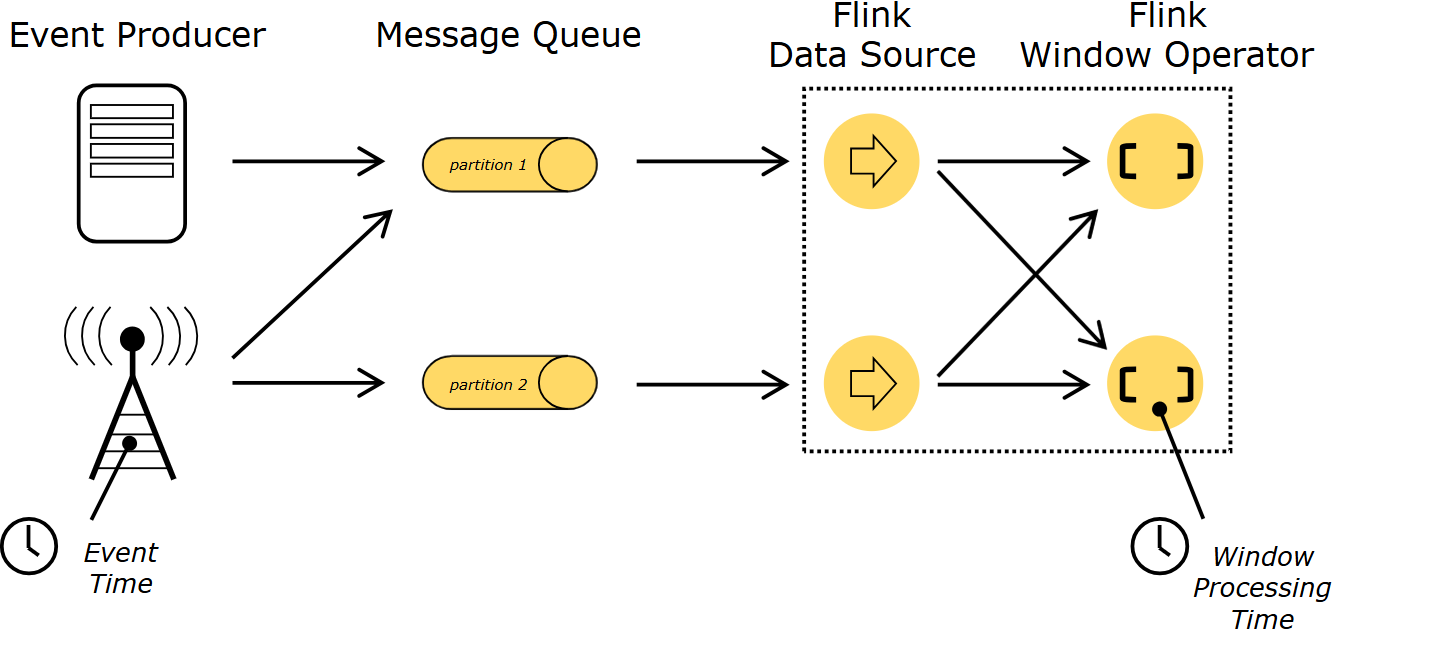 Event Producer
Message Queue
Flink
Data Source
Flink
Window Operator
partition 1
partition 2
Event
Time
Window
Processing
Time